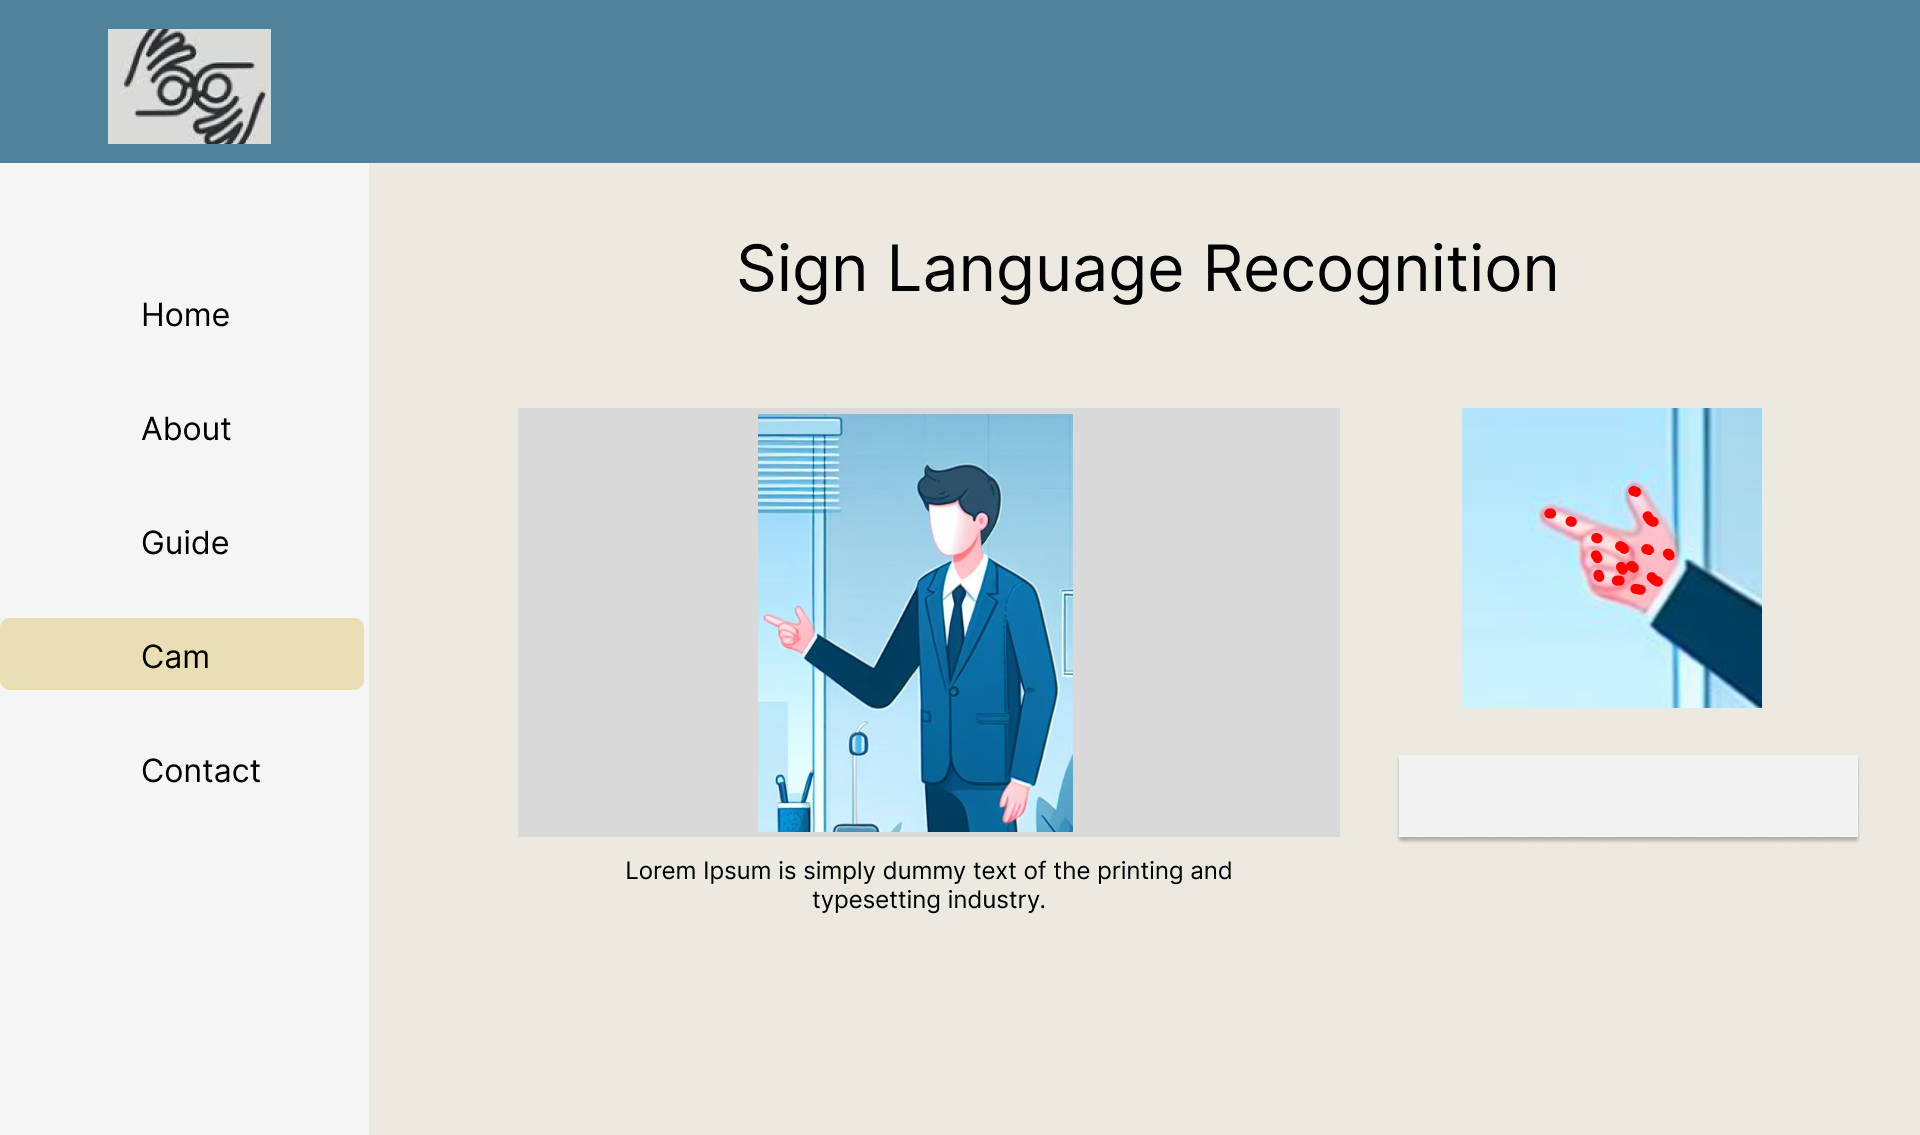 Sign Language Recognition
Home
About
Guide
Cam
Contact
Lorem Ipsum is simply dummy text of the printing and
typesetting industry.